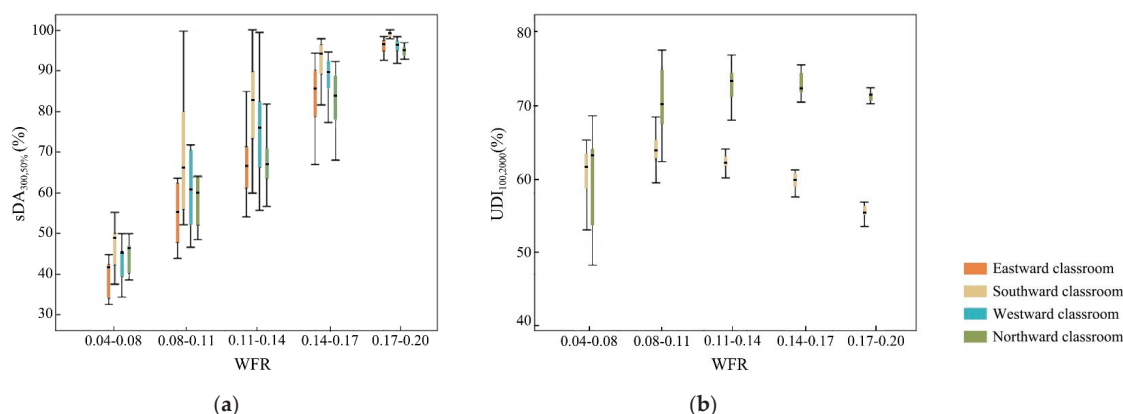 100
90
80
70
60
50
40
30
sDA300,50% (%)
0.04-0.08 0.08-0.11 0.11-0.14 0.14-0.17 0.17-0.20
WFR
(a)
80
70
60
50
40
UDI100,2000(%)
0.04-0.08 0.08-0.11 0.11-0.14 0.14-0.17 0.17-0.20
WFR
(b)
Eastward classroom
Southward classroom
Westward classroom
Northward classroom